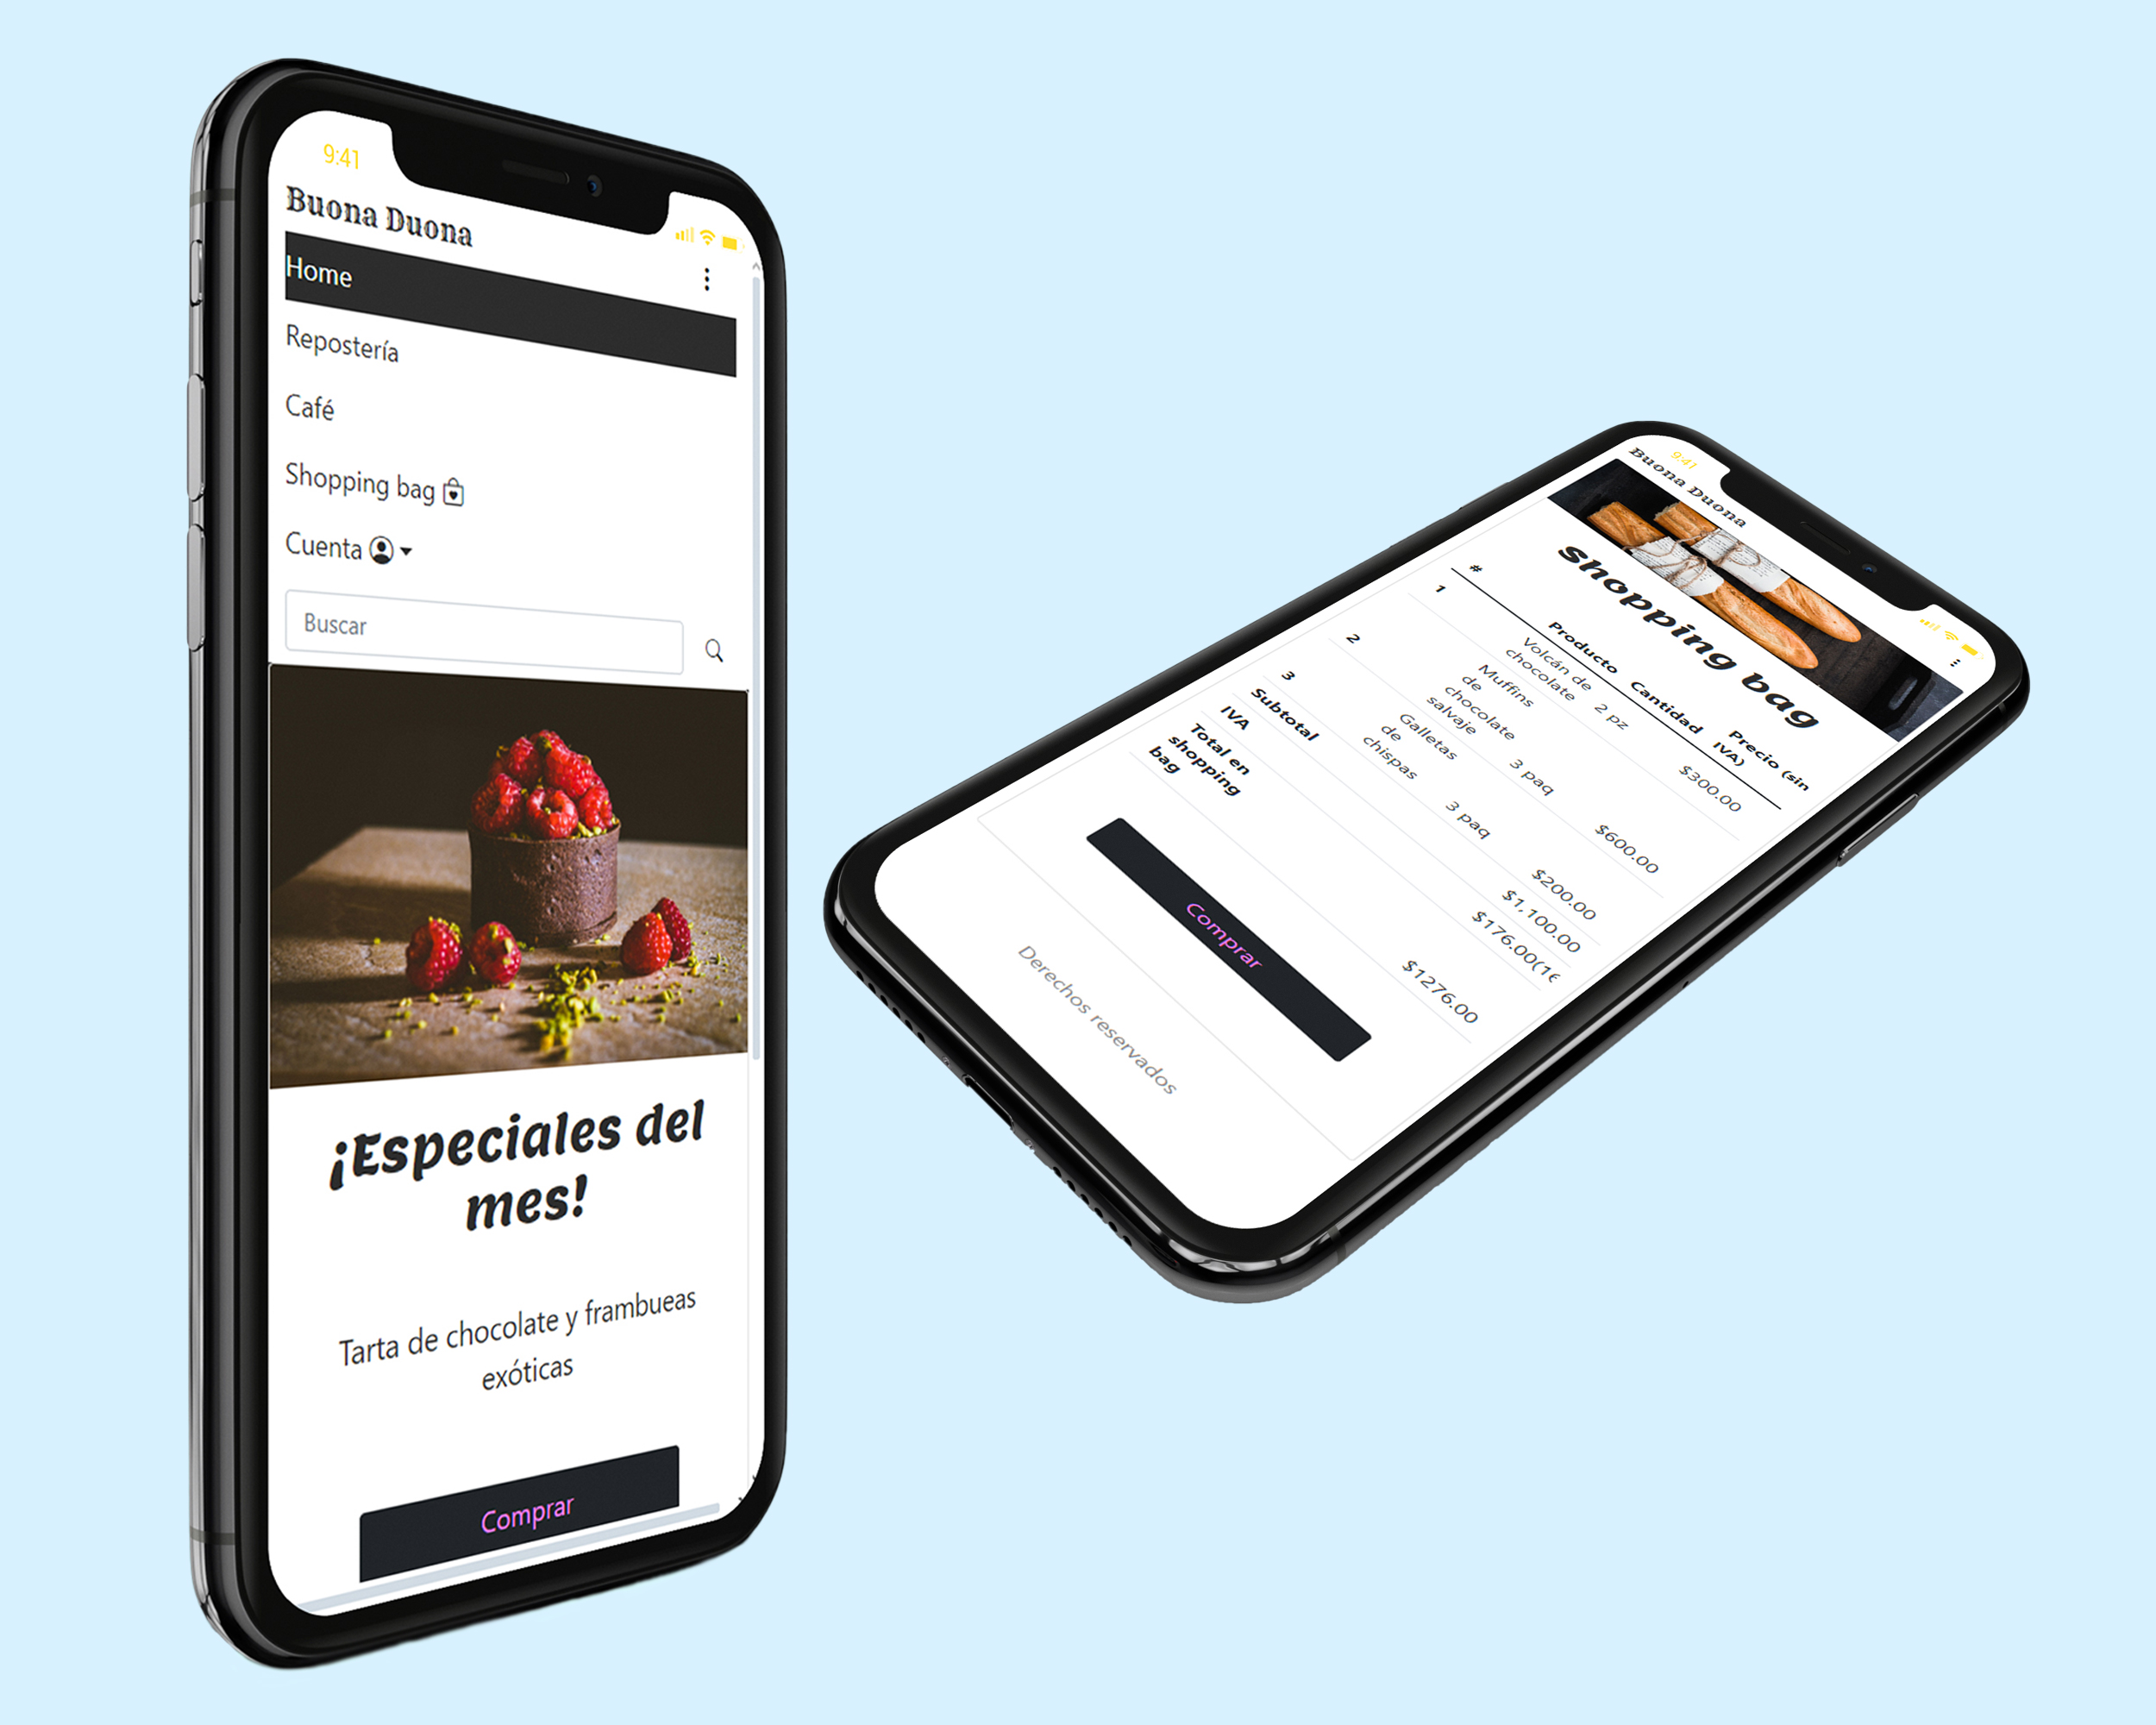 9:41
Buona Duona
Home
Repostería
Café
Shopping bag
Cuenta
Buscar
¡Especiales del
mes!
Tarta de chocolate y frambueas
exóticas
Comprar
9:41
Buona Duona
Shopping bag
# Producto Cantidad Precio (sin
IVA)
1 Volcán de
chocolate 2 pz $300.00
2 Muffins
de
chocolate
salvaje 3 paq $600.00
3 Galletas
de
chispas 3 paq $200.00
Subtotal $1,100.00
IVA $176.00(1
Total en
shopping
bag $1276.00
Comprar
Derechos reservados